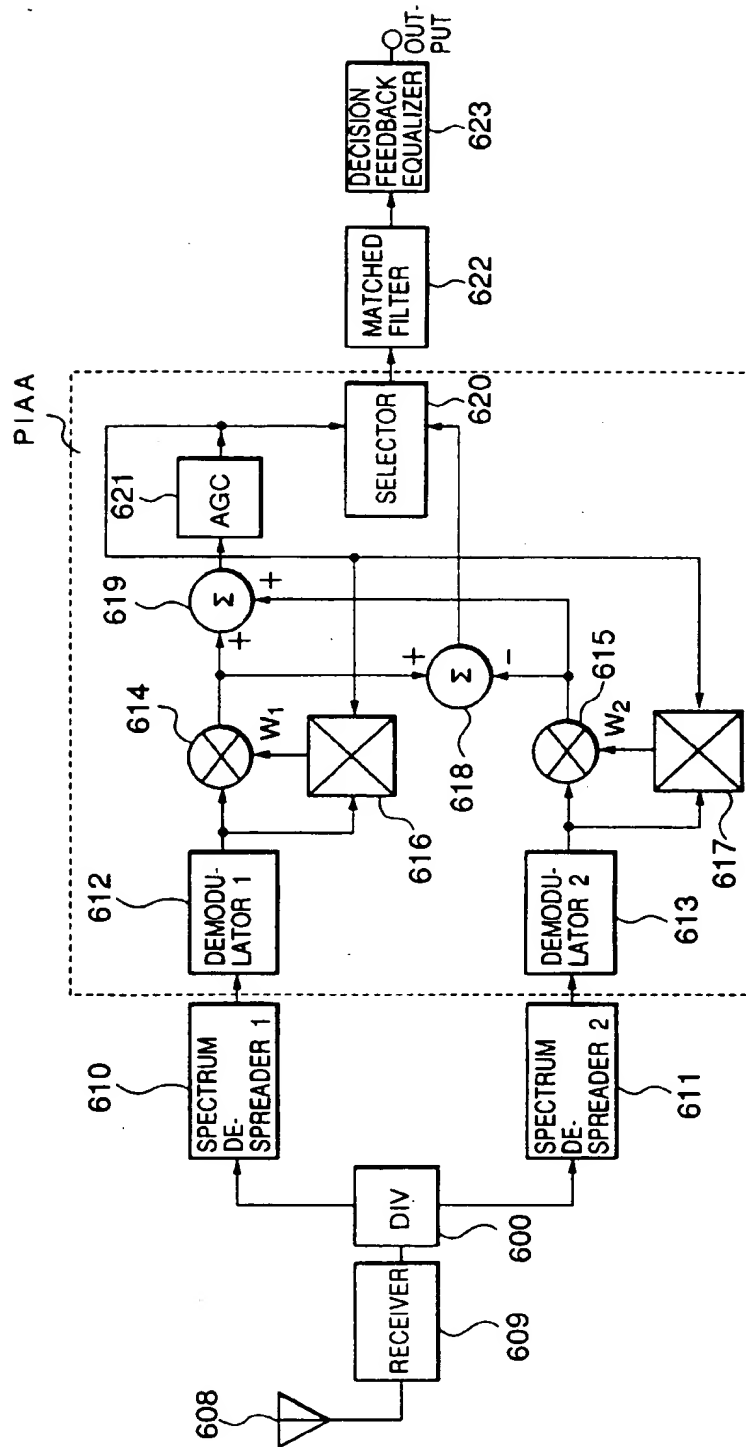 608
RECEIVER
609
DIV
600
610
SPECTRUM
DE-
SPREADER 1
SPECTRUM
DE-
SPREADER 2
611
612
DEMODU-
LATOR 1
DEMODU-
LATOR 2
613
614
W1
616
619
Σ
+
+
+
−
Σ
618
615
W2
617
PIAA
621
AGC
SELECTOR
620
MATCHED
FILTER
622
DECISION
FEEDBACK
EQUALIZER
623
OUT-
PUT